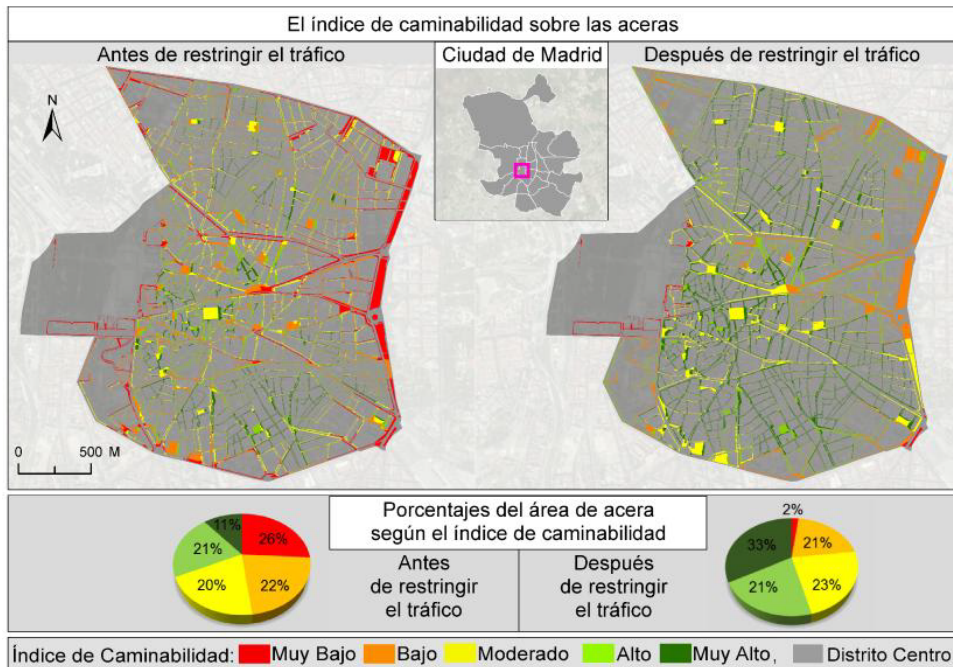 El índice de caminabilidad sobre las aceras
Antes de restringir el tráfico
Ciudad de Madrid
Después de restringir el tráfico
N
0 500 M
Porcentajes del área de acera
según el índice de caminabilidad
Antes
de restringir
el tráfico
Después
de restringir
el tráfico
11%
26%
21%
20%
22%
2%
33%
21%
21%
23%
Índice de Caminabilidad: Muy Bajo Bajo Moderado Alto Muy Alto, Distrito Centro